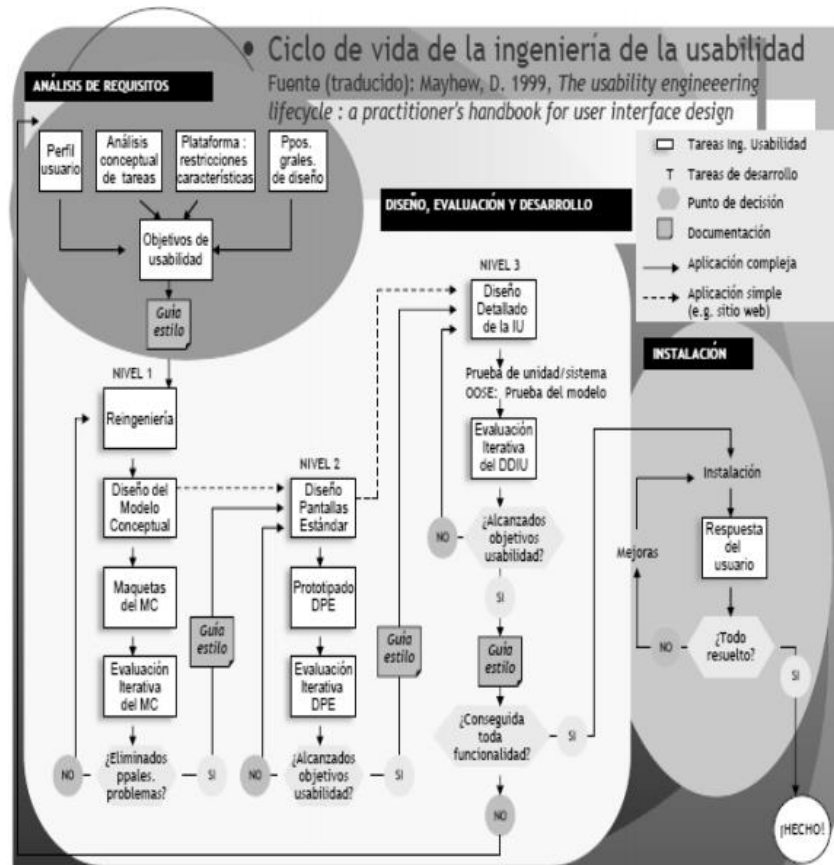 • Ciclo de vida de la ingeniería de la usabilidad
Fuente (traducido): Mayhew, D. 1999, The usability engineeering
lifecycle : a practitioner's handbook for user interface design
ANÁLISIS DE REQUISITOS
Perfil
usuario
Análisis
conceptual
de tareas
Plataforma :
restricciones
características
Ppos.
grales.
de diseño
Objetivos de
usabilidad
Guía
estilo
Tareas Ing. Usabilidad
T Tareas de desarrollo
Punto de decisión
Documentación
Aplicación compleja
Aplicación simple
(e.g. sitio web)
DISEÑO, EVALUACIÓN Y DESARROLLO
NIVEL 1
Reingeniería
Diseño del
Modelo
Conceptual
Maquetas
del MC
Evaluación
Iterativa
del MC
¿Eliminados
ppales.
problemas?
NO
SI
Guía
estilo
NIVEL 2
Diseño
Pantallas
Estándar
Prototipado
DPE
Evaluación
Iterativa
DPE
¿Alcanzados
objetivos
usabilidad?
NO
SI
Guía
estilo
NIVEL 3
Diseño
Detallado
de la IU
Prueba de unidad/sistema
OOSE: Prueba del modelo
Evaluación
Iterativa
del DDIU
¿Alcanzados
objetivos
usabilidad?
NO
SI
Guía
estilo
¿Conseguida
toda
funcionalidad?
SI
NO
INSTALACIÓN
Instalación
Respuesta
del
usuario
Mejoras
¿Todo
resuelto?
NO
SI
¡HECHO!